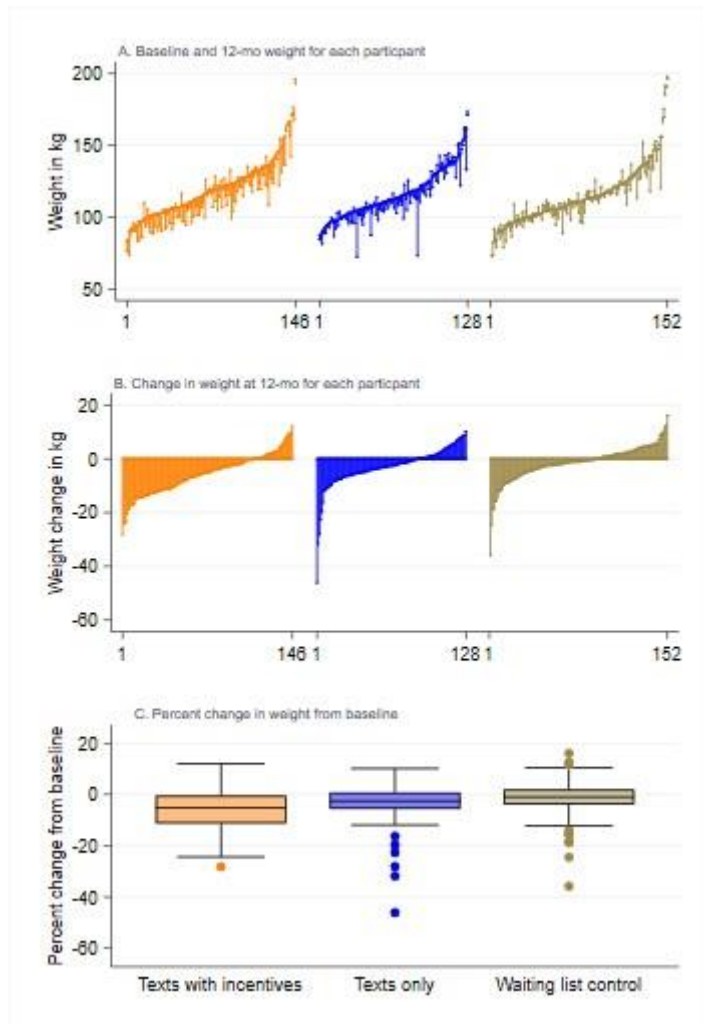 A. Baseline and 12-mo weight for each particpant
200
150
100
50
Weight in kg
1 146 1 128 1 152
B. Change in weight at 12-mo for each particpant
20
0
-20
-40
-60
Weight change in kg
1 146 1 128 1 152
C. Percent change in weight from baseline
20
0
-20
-40
-60
Percent change from baseline
Texts with incentives Texts only Waiting list control